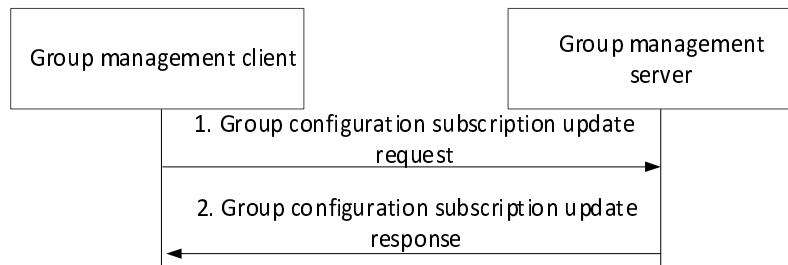 Group management client
Group management
server
1. Group configuration subscription update
request
2. Group configuration subscription update
response